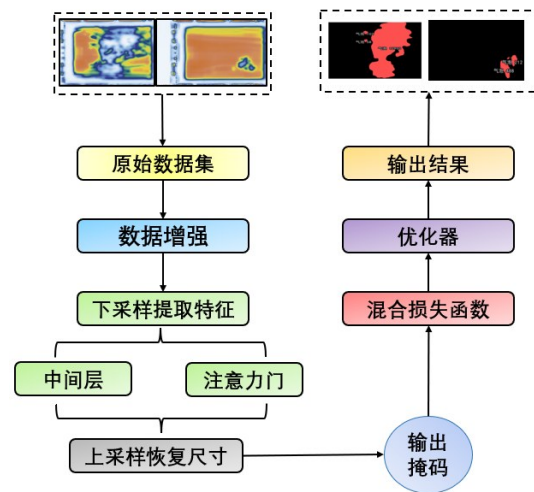 原始数据集
数据增强
下采样提取特征
中间层
注意力门
上采样恢复尺寸
输出
掩码
混合损失函数
优化器
输出结果